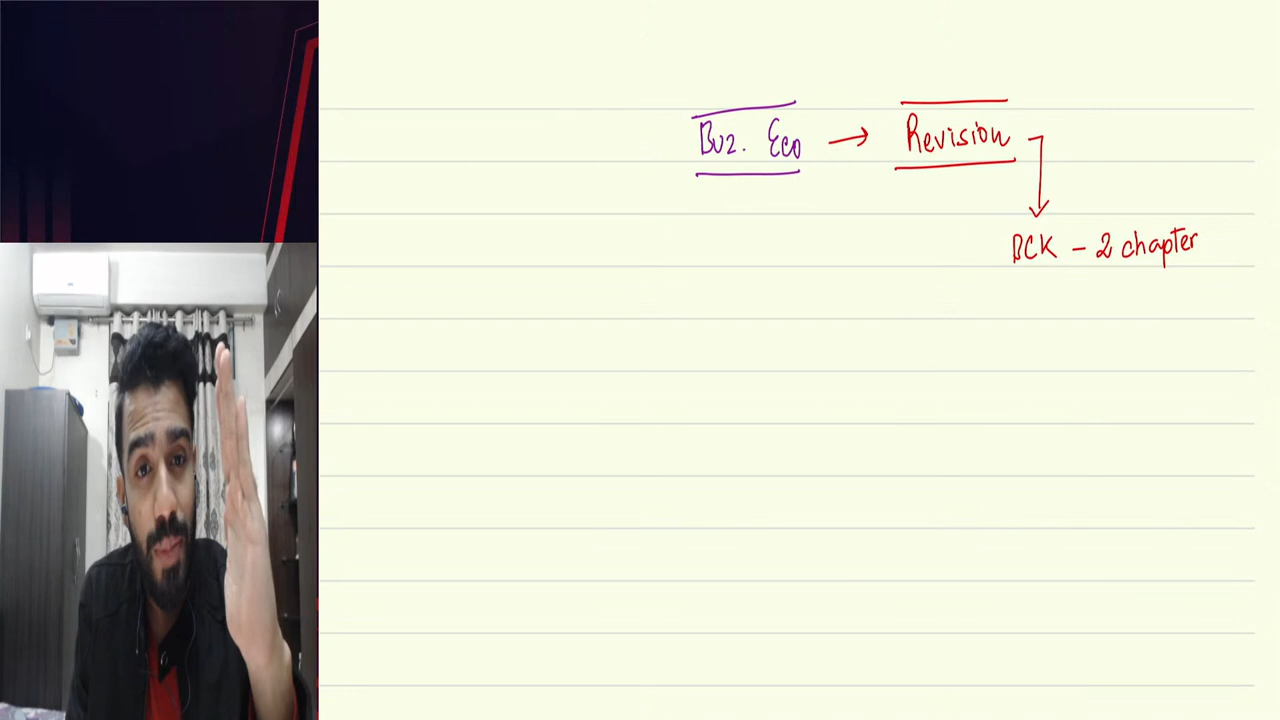 Buz. Eco → Revision
BCK - 2 chapter